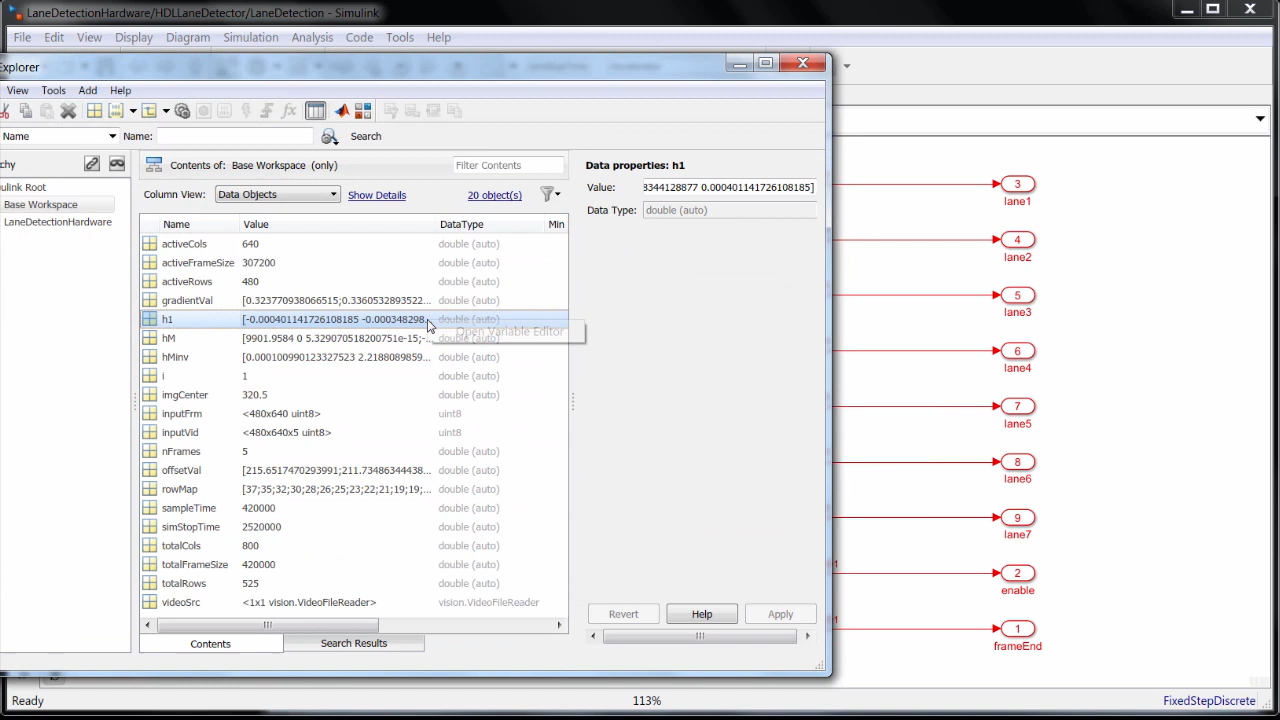 LaneDetectionHardware/HDLLaneDetector/LaneDetection - Simulink
File Edit View Display Diagram Simulation Analysis Code Tools Help
Explorer
View Tools Add Help
Name Name: Search
chy Contents of: Base Workspace (only) Filter Contents
ulink Root
Base Workspace
LaneDetectionHardware
Column View: Data Objects Show Details 20 object(s)
Name Value DataType Min
activeCols 640 double (auto)
activeFrameSize 307200 double (auto)
activeRows 480 double (auto)
gradientVal [0.323770938066515;0.3360532893522... double (auto)
h1 [-0.000401141726108185 -0.000348298... double (auto)
Open Variable Editor
hM [9901.9584 0 5.329070518200751e-15;-... double (auto)
hMinv [0.000100990123327523 2.2188089859... double (auto)
i 1 double (auto)
imgCenter 320.5 double (auto)
inputFrm <480x640 uint8> uint8
inputVid <480x640x5 uint8> uint8
nFrames 5 double (auto)
offsetVal [215.6517470293991;211.73486344438... double (auto)
rowMap [37;35;32;30;28;26;25;23;22;21;19;19;... double (auto)
sampleTime 420000 double (auto)
simStopTime 2520000 double (auto)
totalCols 800 double (auto)
totalFrameSize 420000 double (auto)
totalRows 525 double (auto)
videoSrc <1x1 vision.VideoFileReader> vision.VideoFileReader
Contents Search Results
Data properties: h1
Value: 3344128877 0.000401141726108185]
Data Type: double (auto)
Revert Help Apply
3
lane1
4
lane2
5
lane3
6
lane4
7
lane5
8
lane6
9
lane7
2
enable
1
frameEnd
Ready 113% FixedStepDiscrete